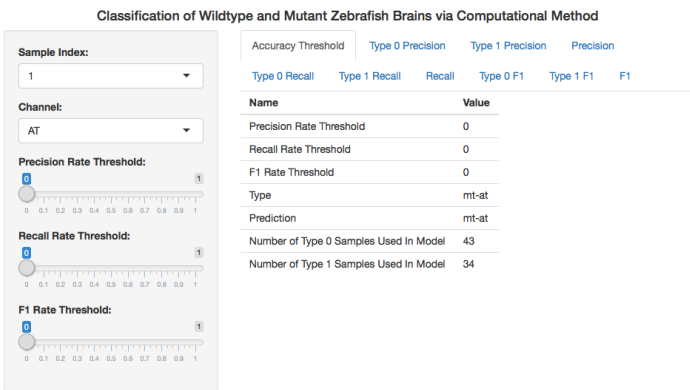 Classification of Wildtype and Mutant Zebrafish Brains via Computational Method
Sample Index:
1
Channel:
AT
Precision Rate Threshold:
0 1
0 0.1 0.2 0.3 0.4 0.5 0.6 0.7 0.8 0.9 1
Recall Rate Threshold:
0 1
0 0.1 0.2 0.3 0.4 0.5 0.6 0.7 0.8 0.9 1
F1 Rate Threshold:
0 1
0 0.1 0.2 0.3 0.4 0.5 0.6 0.7 0.8 0.9 1
Accuracy Threshold Type 0 Precision Type 1 Precision Precision
Type 0 Recall Type 1 Recall Recall Type 0 F1 Type 1 F1 F1
Name Value
Precision Rate Threshold 0
Recall Rate Threshold 0
F1 Rate Threshold 0
Type mt-at
Prediction mt-at
Number of Type 0 Samples Used In Model 43
Number of Type 1 Samples Used In Model 34